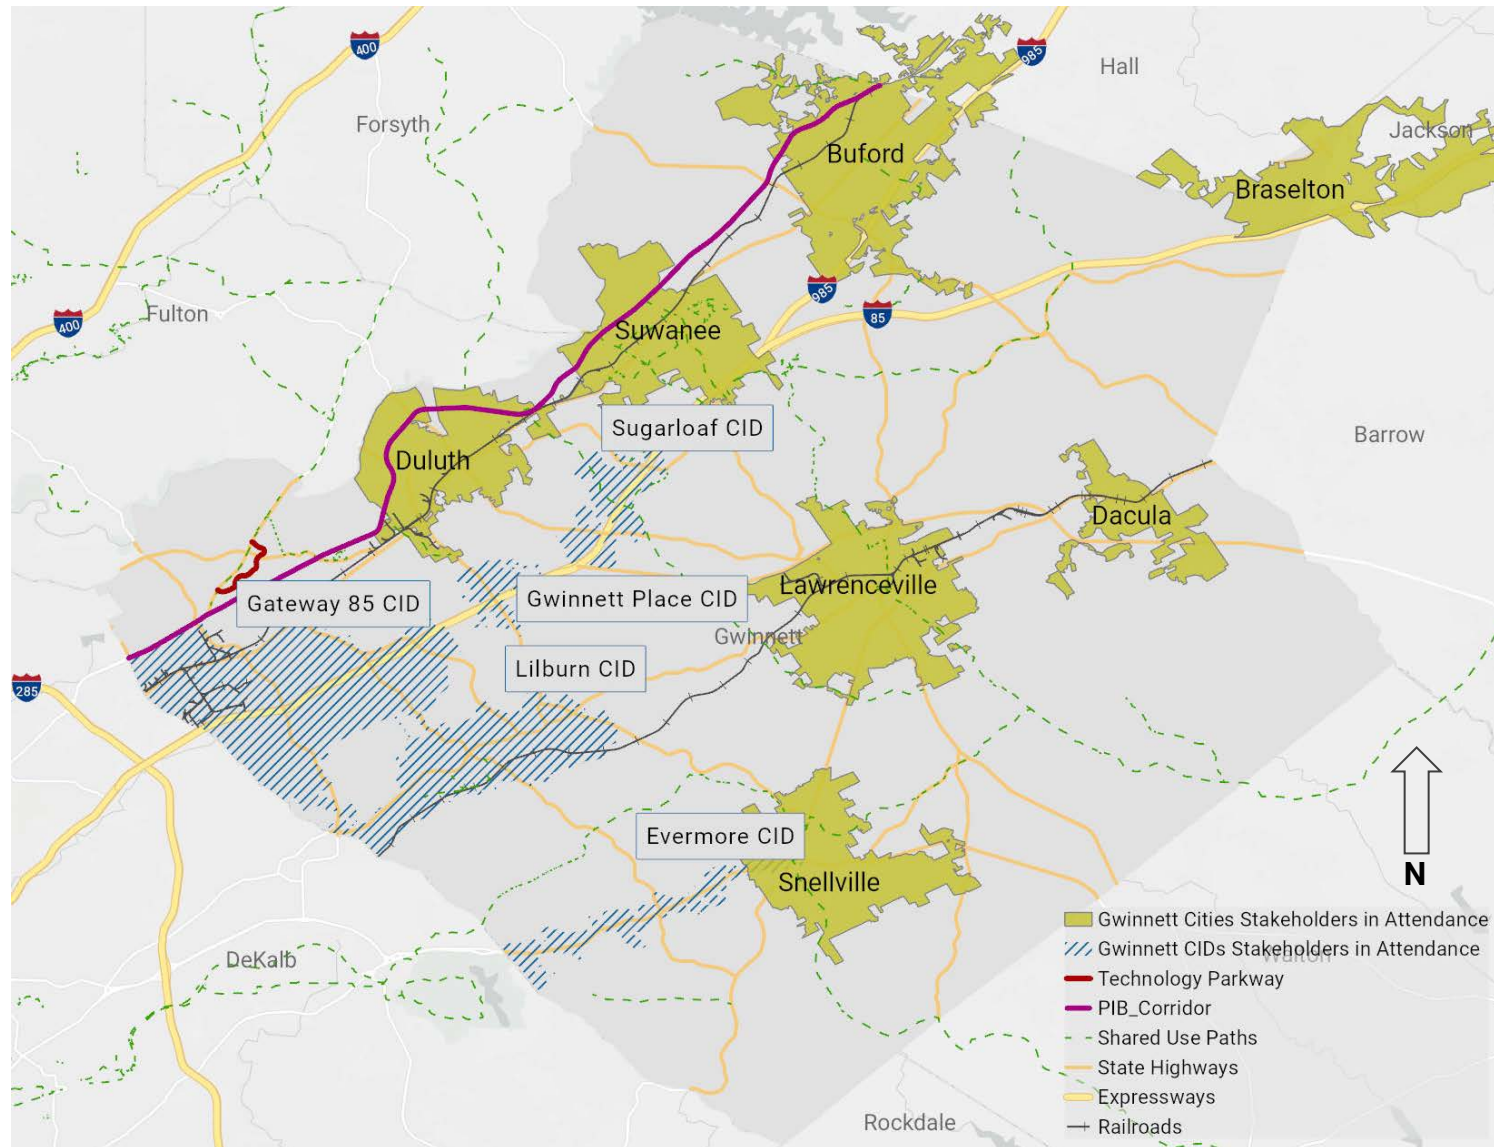 400
985
Hall
Forsyth
Jackson
Buford
Braselton
985
85
400
Fulton
Suwanee
Sugarloaf CID
Barrow
Duluth
Dacula
Gateway 85 CID
Gwinnett Place CID
Lawrenceville
Gwinnett
Lilburn CID
285
Evermore CID
Snellville
N
DeKalb
Walton
Gwinnett Cities Stakeholders in Attendance
Gwinnett CIDs Stakeholders in Attendance
Technology Parkway
PIB_Corridor
Shared Use Paths
State Highways
Expressways
Railroads
Rockdale